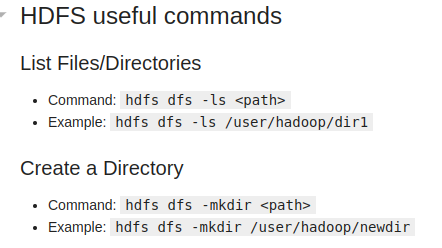 HDFS useful commands
List Files/Directories
• Command: hdfs dfs -ls <path>
• Example: hdfs dfs -ls /user/hadoop/dir1
Create a Directory
• Command: hdfs dfs -mkdir <path>
• Example: hdfs dfs -mkdir /user/hadoop/newdir